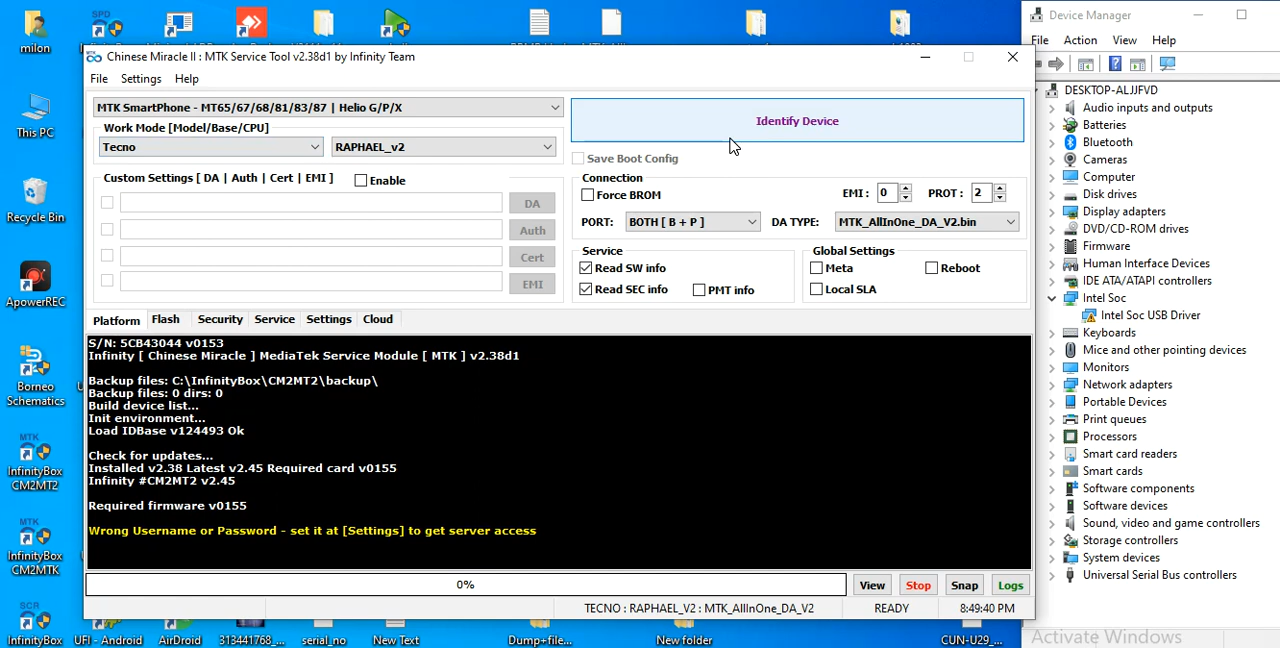 milon
This PC
Recycle Bin
ApowerREC
Borneo
Schematics
MTK
InfinityBox
CM2MT2
MTK
InfinityBox
CM2MTK
SCR
InfinityBox
SPD
Chinese Miracle II : MTK Service Tool v2.38d1 by Infinity Team
File Settings Help
MTK SmartPhone - MT65/67/68/81/83/87 | Helio G/P/X
Work Mode [Model/Base/CPU]
Tecno
RAPHAEL_v2
Identify Device
Save Boot Config
Custom Settings [ DA | Auth | Cert | EMI ]
Enable
DA
Auth
Cert
EMI
Connection
Force BROM
EMI : 0
PROT : 2
PORT: BOTH [ B + P ]
DA TYPE: MTK_AllInOne_DA_V2.bin
Service
Read SW info
Read SEC info
PMT info
Global Settings
Meta
Reboot
Local SLA
Platform Flash Security Service Settings Cloud
S/N: 5CB43044 v0153
Infinity [ Chinese Miracle ] MediaTek Service Module [ MTK ] v2.38d1
Backup files: C:\InfinityBox\CM2MT2\backup\
Backup files: 0 dirs: 0
Build device list...
Init environment...
Load IDBase v124493 Ok
Check for updates...
Installed v2.38 Latest v2.45 Required card v0155
Infinity #CM2MT2 v2.45
Required firmware v0155
Wrong Username or Password - set it at [Settings] to get server access
0%
View Stop Snap Logs
TECNO : RAPHAEL_V2 : MTK_AllInOne_DA_V2
READY
8:49:40 PM
UFI - Android
AirDroid
313441768_...
serial_no
New Text
Dump+file...
New folder
CUN-U29_...
Device Manager
File Action View Help
DESKTOP-ALJJFVD
Audio inputs and outputs
Batteries
Bluetooth
Cameras
Computer
Disk drives
Display adapters
DVD/CD-ROM drives
Firmware
Human Interface Devices
IDE ATA/ATAPI controllers
Intel Soc
Intel Soc USB Driver
Keyboards
Mice and other pointing devices
Monitors
Network adapters
Portable Devices
Print queues
Processors
Smart card readers
Smart cards
Software components
Software devices
Sound, video and game controllers
Storage controllers
System devices
Universal Serial Bus controllers
Activate Windows